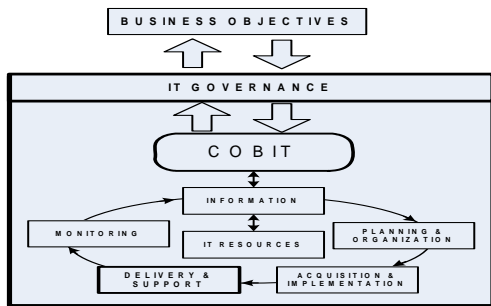 BUSINESS OBJECTIVES
IT GOVERNANCE
COBIT
INFORMATION
MONITORING
PLANNING &
ORGANIZATION
IT RESOURCES
DELIVERY &
SUPPORT
ACQUISITION &
IMPLEMENTATION